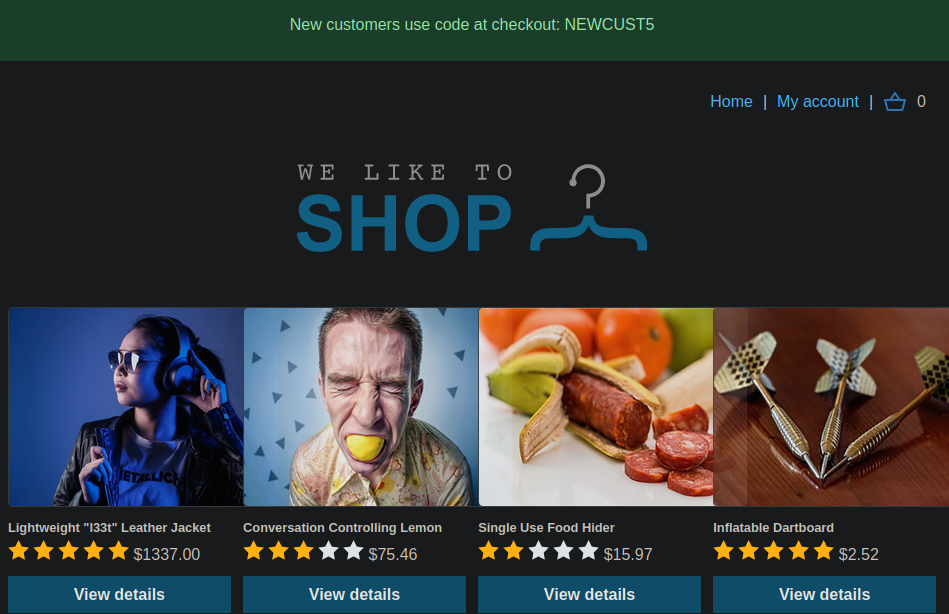 New customers use code at checkout: NEWCUST5
Home | My account | 0
WE LIKE TO
SHOP
METALLICA
Lightweight "l33t" Leather Jacket
Conversation Controlling Lemon
Single Use Food Hider
Inflatable Dartboard
$1337.00
$75.46
$15.97
$2.52
View details
View details
View details
View details